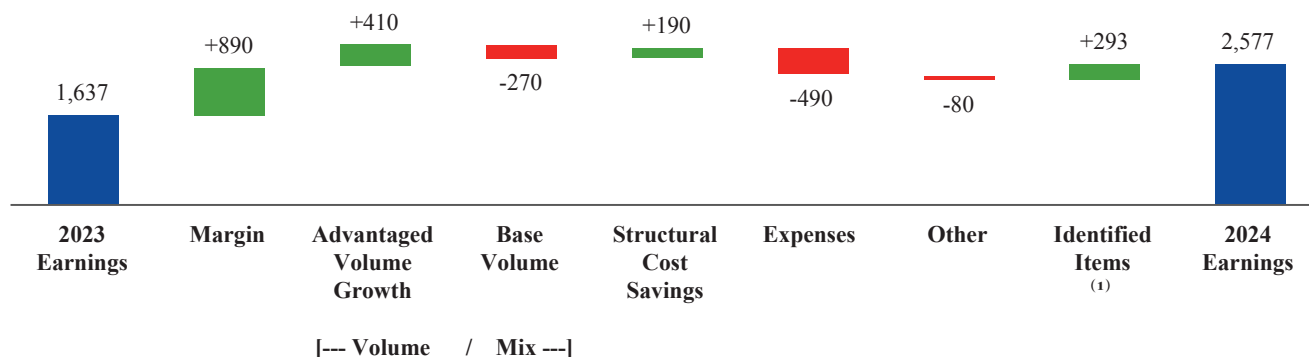 1,637
+890
+410
-270
+190
-490
-80
+293
2,577
2023
Earnings
Margin
Advantaged
Volume
Growth
Base
Volume
Structural
Cost
Savings
Expenses
Other
Identified
Items
(1)
2024
Earnings
[--- Volume / Mix ---]